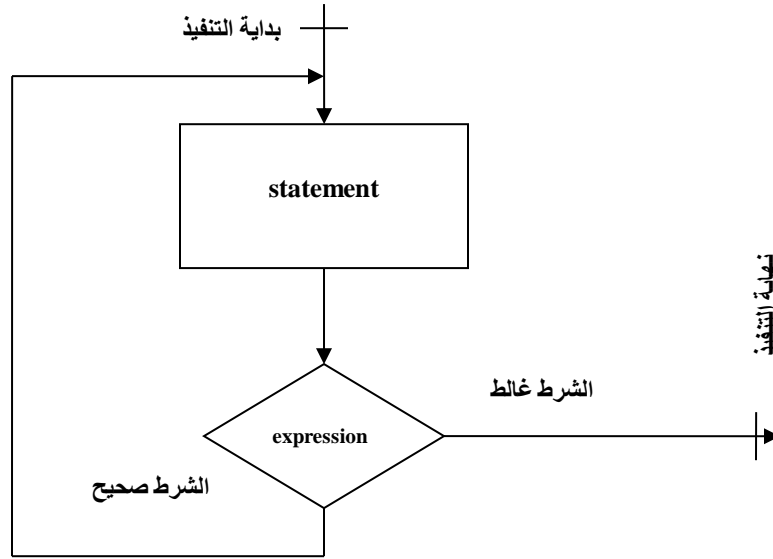 بداية التنفيذ
statement
نهاية التنفيذ
الشرط غالط
expression
الشرط صحيح